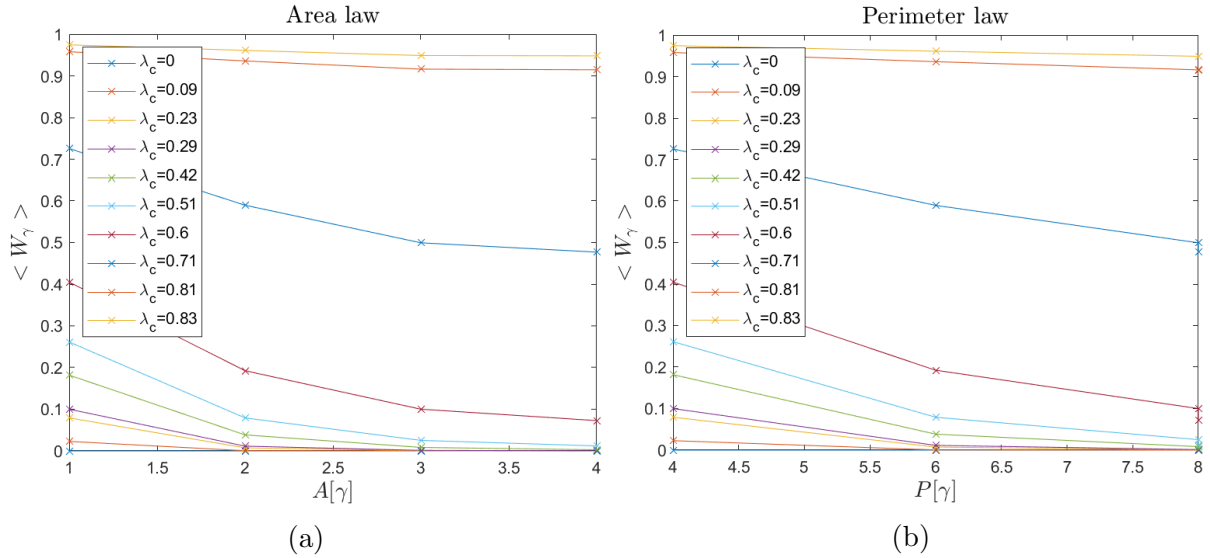 Area law
1
0.9
0.8
0.7
0.6
0.5
0.4
0.3
0.2
0.1
0
< W_γ >
λ_c=0
λ_c=0.09
λ_c=0.23
λ_c=0.29
λ_c=0.42
λ_c=0.51
λ_c=0.6
λ_c=0.71
λ_c=0.81
λ_c=0.83
1 1.5 2 2.5 3 3.5 4
A[γ]
(a)
Perimeter law
1
0.9
0.8
0.7
0.6
0.5
0.4
0.3
0.2
0.1
0
< W_γ >
λ_c=0
λ_c=0.09
λ_c=0.23
λ_c=0.29
λ_c=0.42
λ_c=0.51
λ_c=0.6
λ_c=0.71
λ_c=0.81
λ_c=0.83
4 4.5 5 5.5 6 6.5 7 7.5 8
P[γ]
(b)